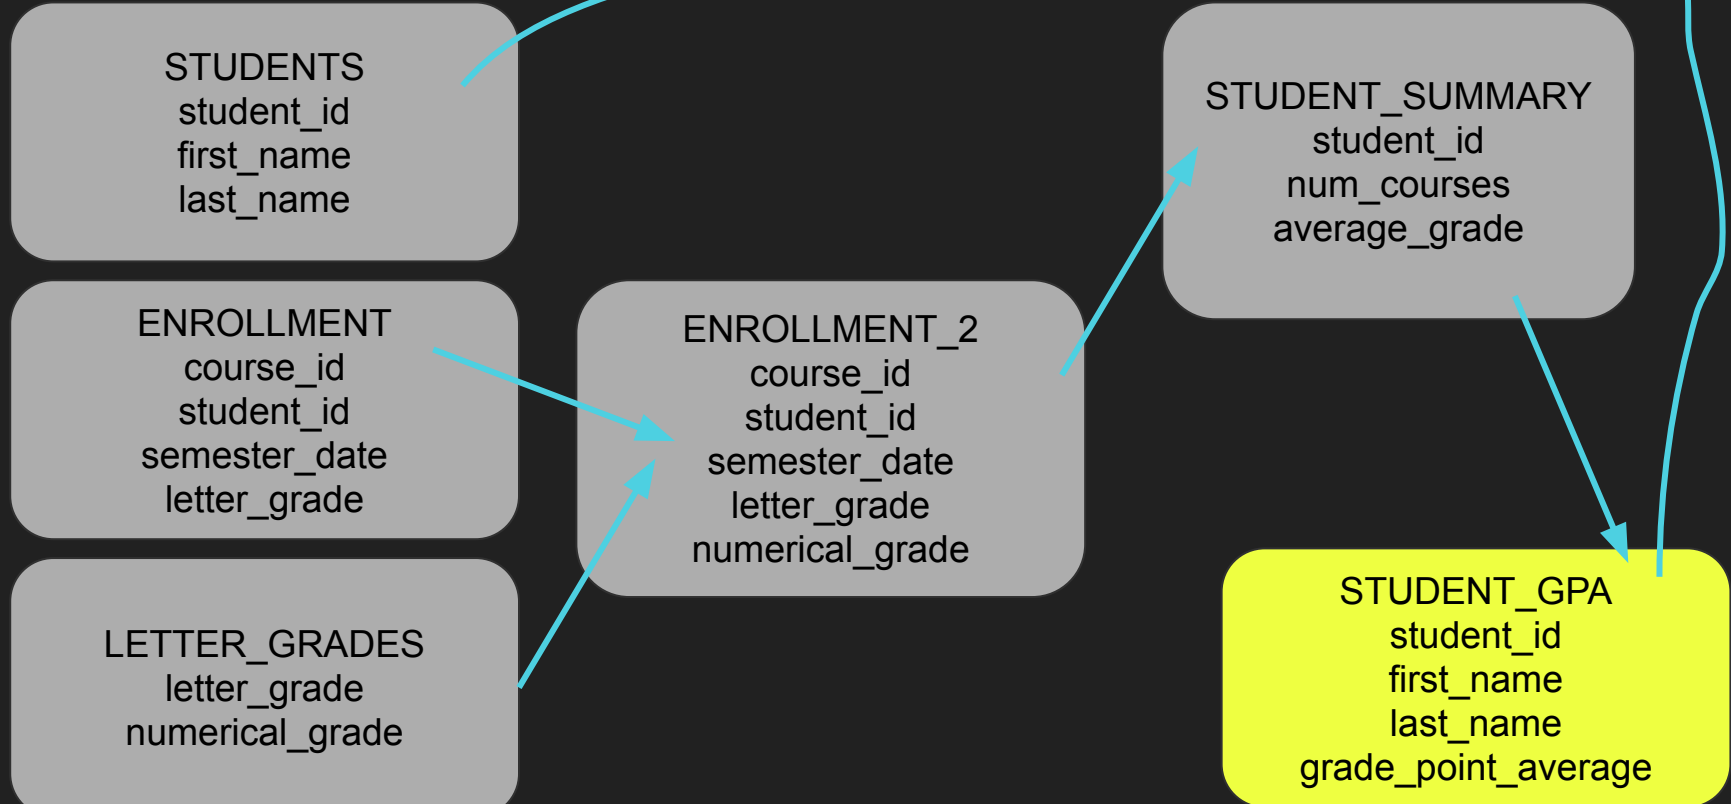 STUDENTS
student_id
first_name
last_name
ENROLLMENT
course_id
student_id
semester_date
letter_grade
LETTER_GRADES
letter_grade
numerical_grade
ENROLLMENT_2
course_id
student_id
semester_date
letter_grade
numerical_grade
STUDENT_SUMMARY
student_id
num_courses
average_grade
STUDENT_GPA
student_id
first_name
last_name
grade_point_average